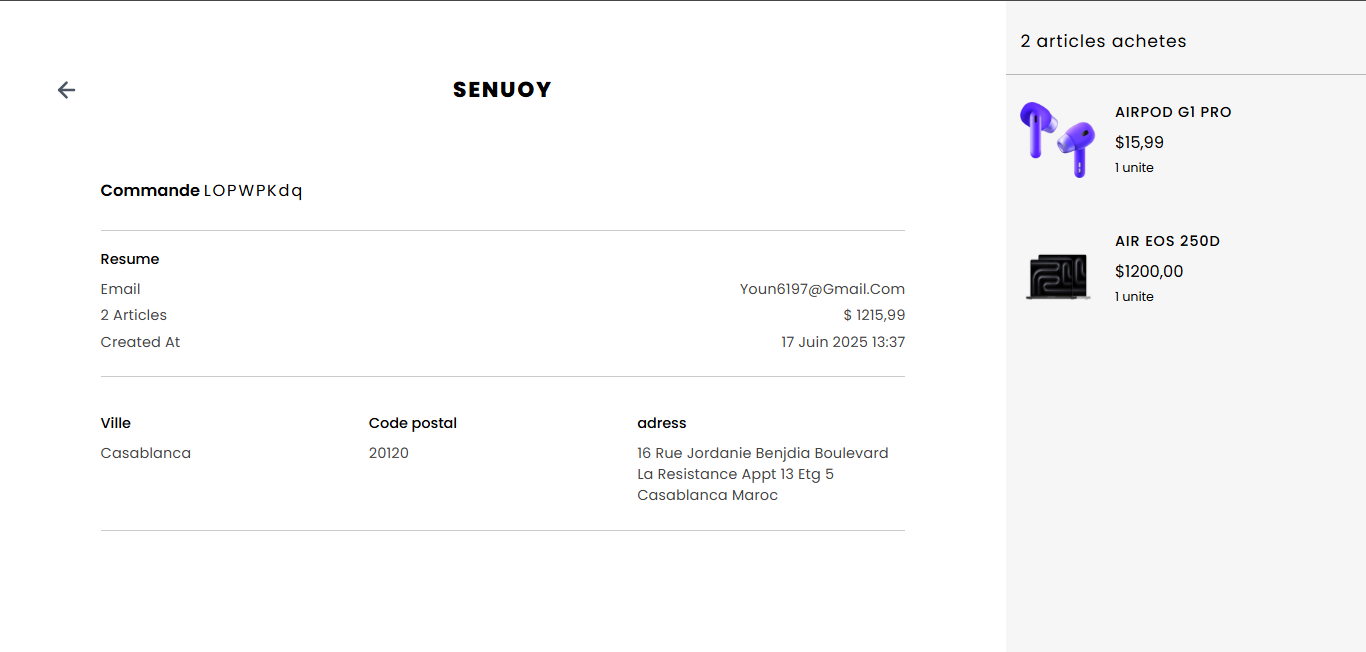 SENUOY
Commande LOPWPKdq
Resume
Email Youn6197@Gmail.Com
2 Articles $ 1215,99
Created At 17 Juin 2025 13:37
Ville
Casablanca
Code postal
20120
adress
16 Rue Jordanie Benjdia Boulevard
La Resistance Appt 13 Etg 5
Casablanca Maroc
2 articles achetes
AIRPOD G1 PRO
$15,99
1 unite
AIR EOS 250D
$1200,00
1 unite